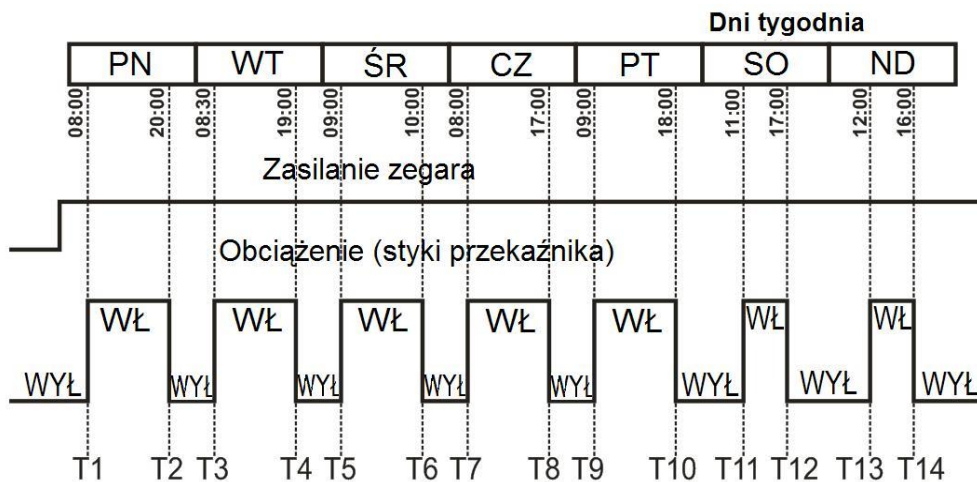 Dni tygodnia
PN WT ŚR CZ PT SO ND
08:00 20:00 08:30 19:00 09:00 10:00 08:00 17:00 09:00 18:00 11:00 17:00 12:00 16:00
Zasilanie zegara
Obciążenie (styki przekaźnika)
WŁ WŁ WŁ WŁ WŁ WŁ WŁ
WYŁ WYŁ WYŁ WYŁ WYŁ WYŁ WYŁ WYŁ
T1 T2 T3 T4 T5 T6 T7 T8 T9 T10 T11 T12 T13 T14